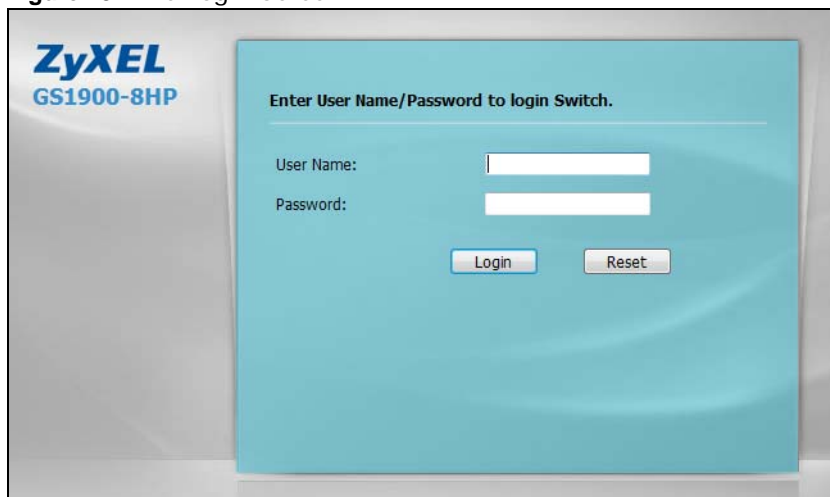 ZyXEL
GS1900-8HP
Enter User Name/Password to login Switch.
User Name:
Password:
Login
Reset